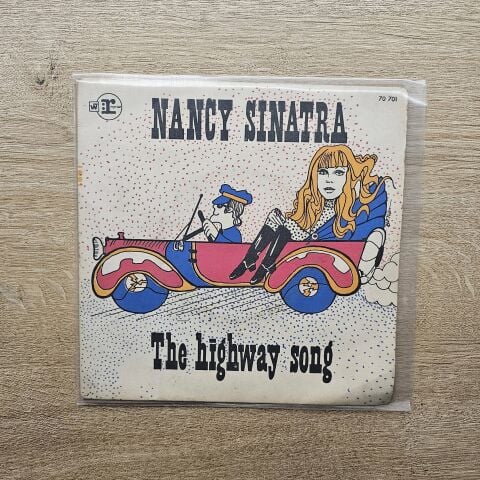 W r 70 701
NANCY SINATRA
The highway song